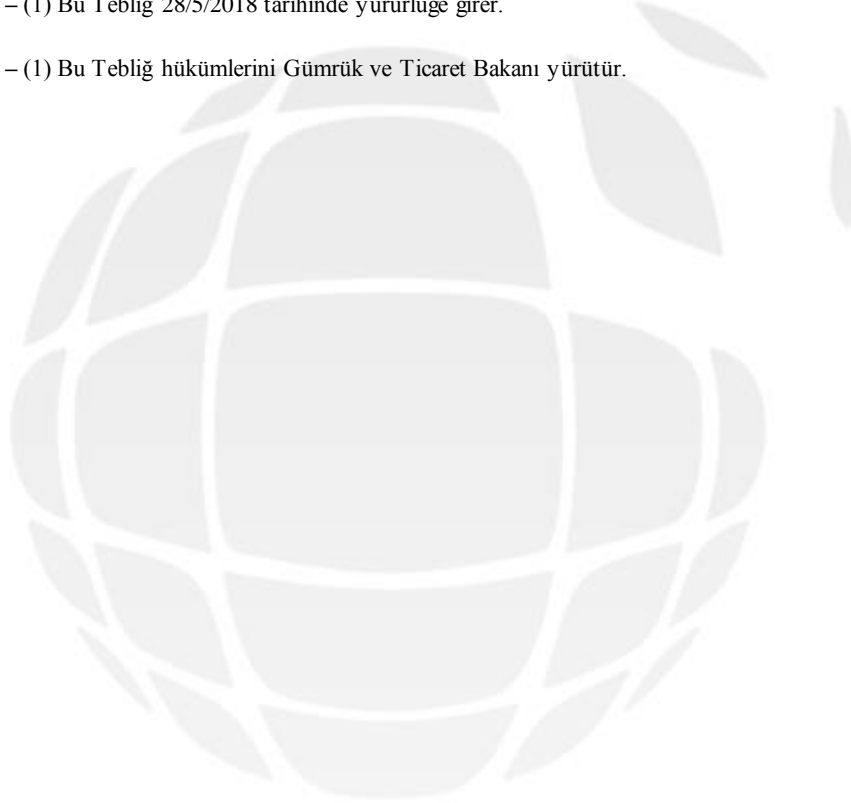 – (1) Bu Tebliğ 28/5/2018 tarihinde yürürlüğe girer.
– (1) Bu Tebliğ hükümlerini Gümrük ve Ticaret Bakanı yürütür.